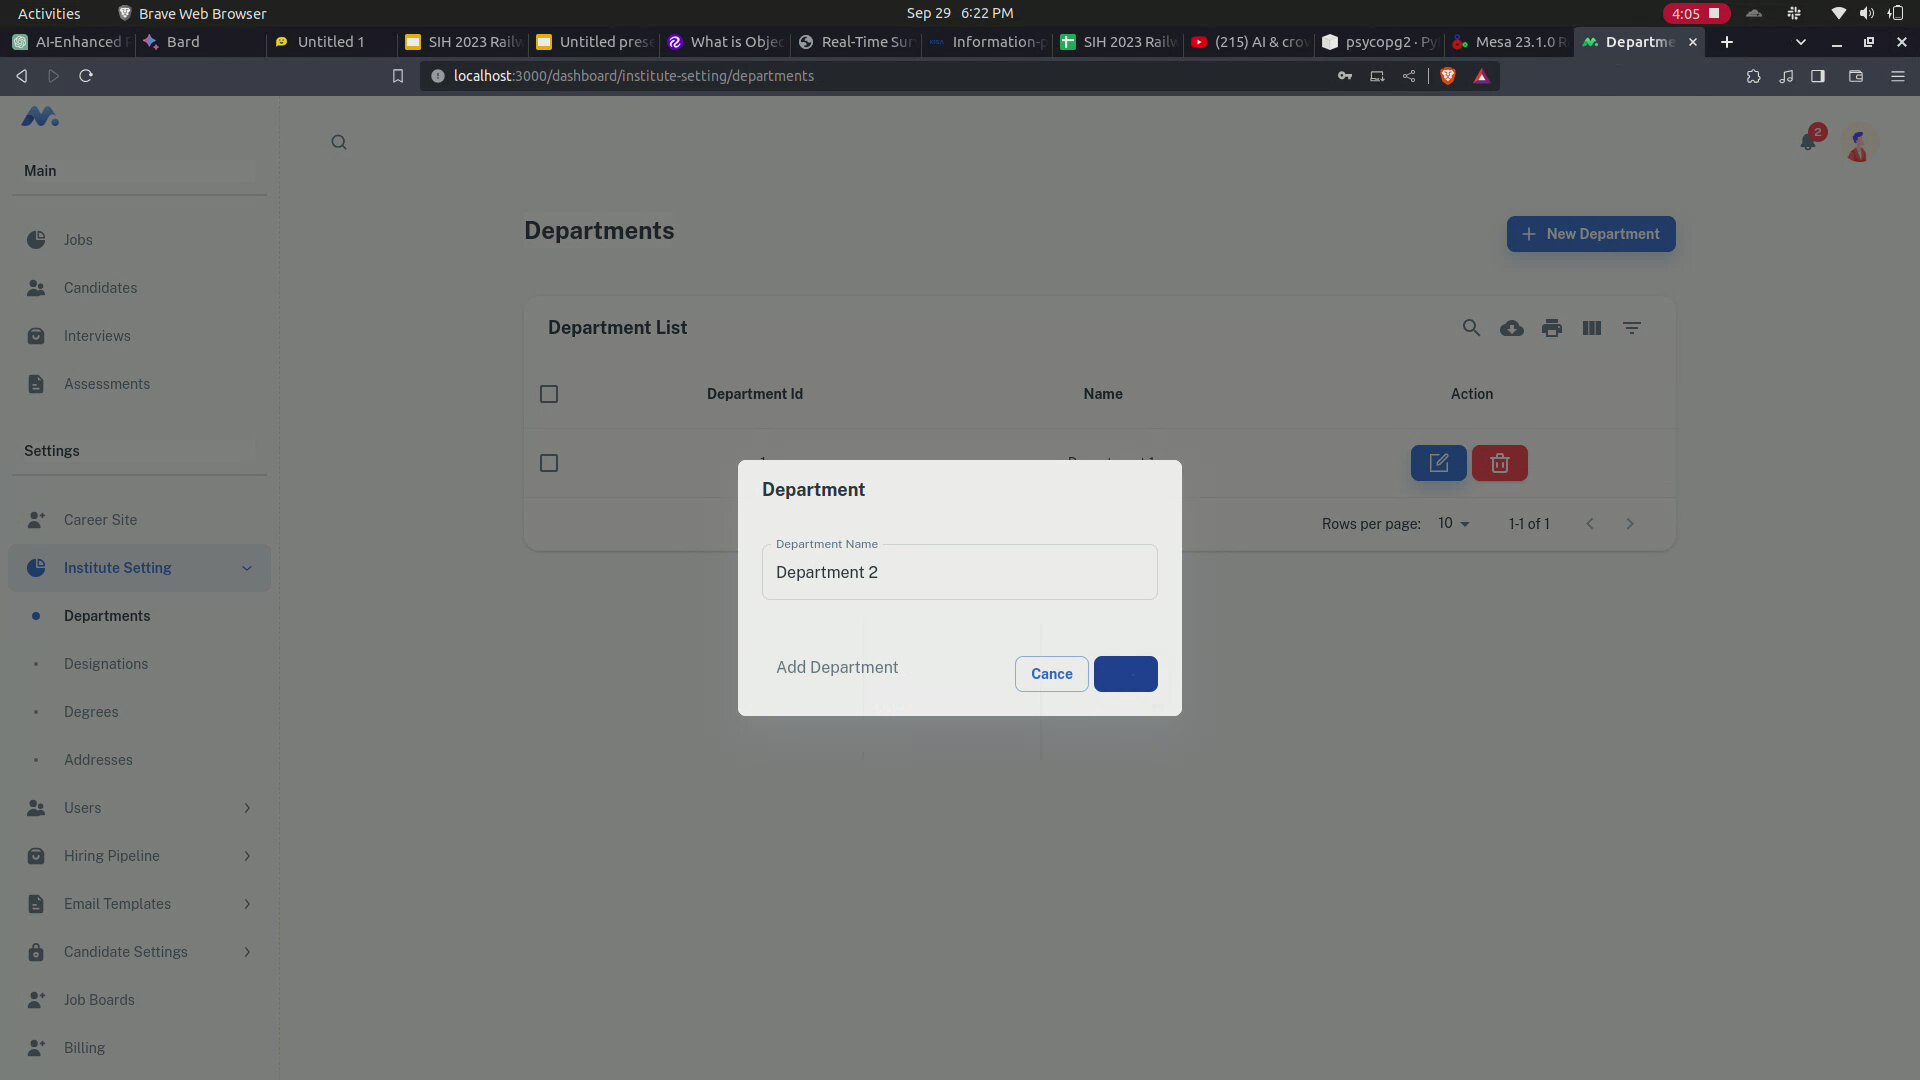 Activities
Brave Web Browser
Sep 29 6:22 PM
4:05
AI-Enhanced
Bard
Untitled 1
SIH 2023 Railw
Untitled prese
What is Objec
Real-Time Sur
Information-p
SIH 2023 Railw
(215) AI & crow
psycopg2 · Py
Mesa 23.1.0 R
Departme
localhost:3000/dashboard/institute-setting/departments
2
Main
Jobs
Candidates
Interviews
Assessments
Settings
Career Site
Institute Setting
Departments
Designations
Degrees
Addresses
Users
Hiring Pipeline
Email Templates
Candidate Settings
Job Boards
Billing
Departments
New Department
Department List
Department Id
Name
Action
Rows per page:
10
1-1 of 1
Department
Department Name
Department 2
Add Department
Cance